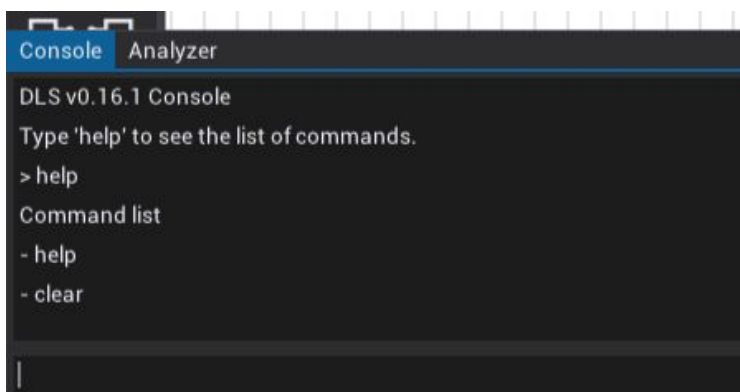 Console Analyzer
DLS v0.16.1 Console
Type 'help' to see the list of commands.
> help
Command list
- help
- clear